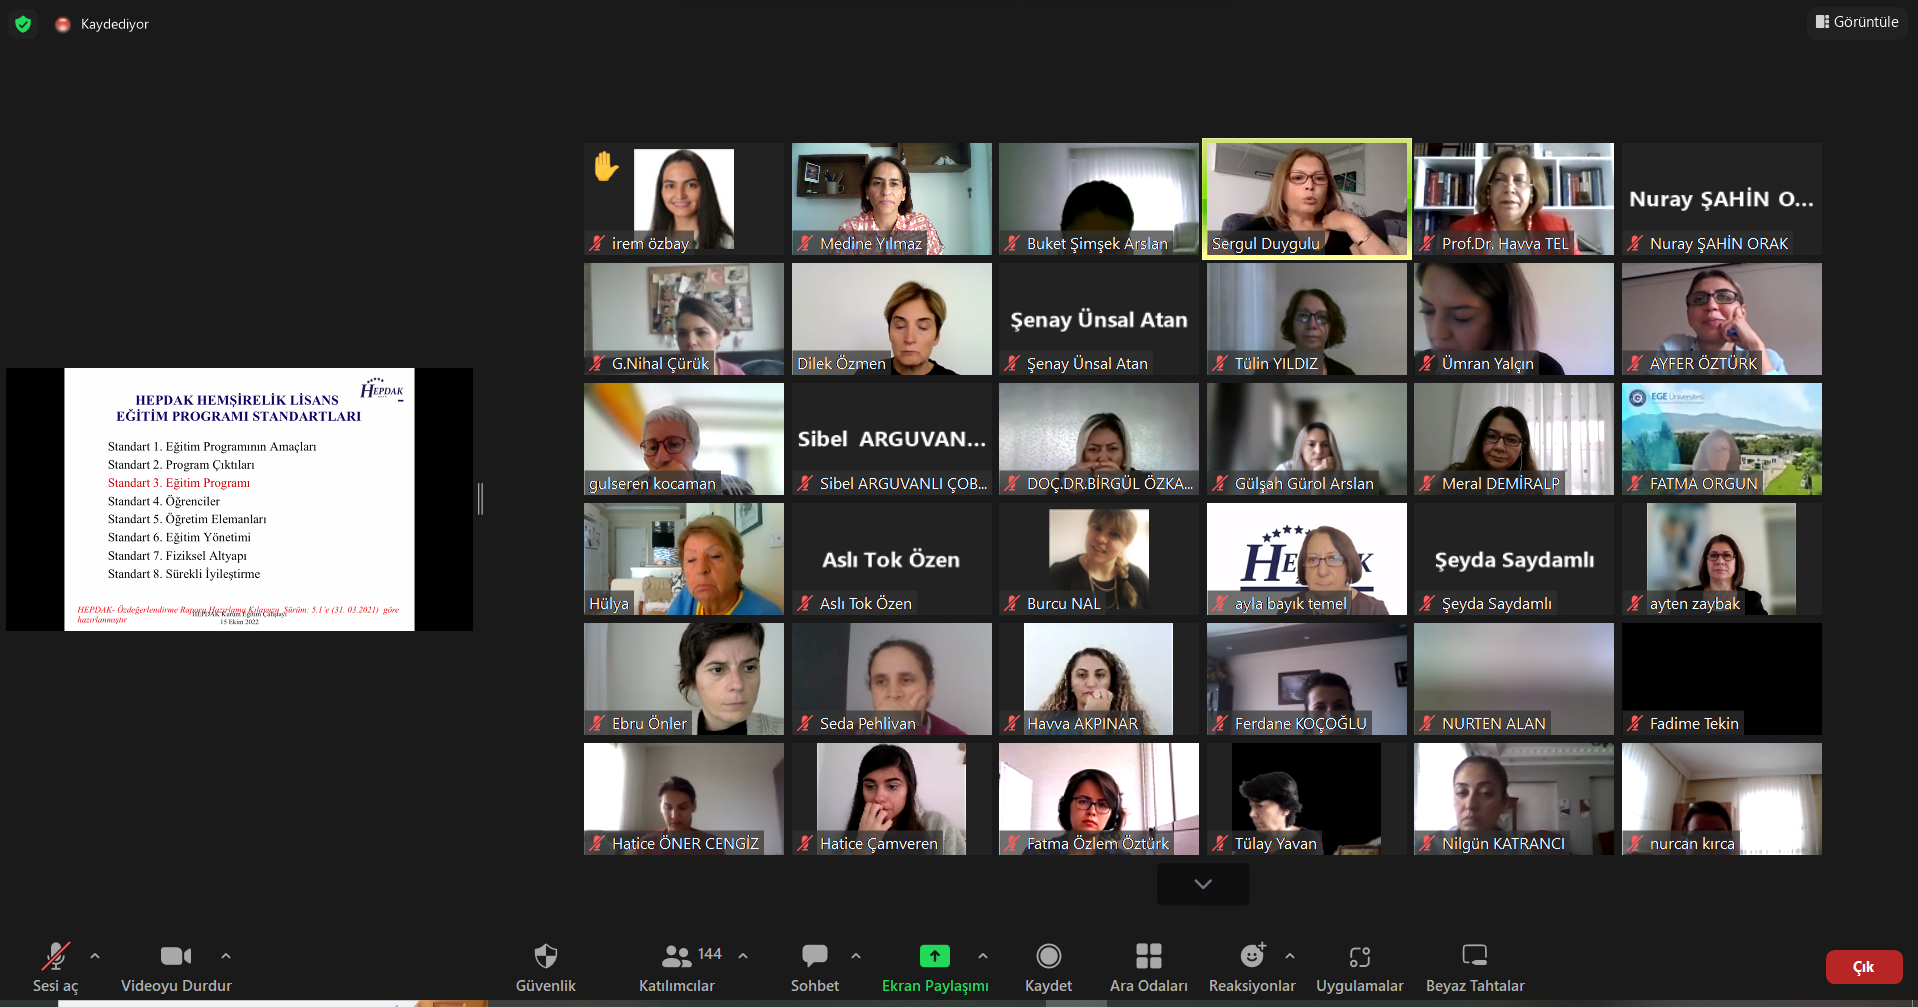 Kaydediyor
Görüntüle
HEPDAK
HEPDAK HEMŞİRELİK LİSANS
EĞİTİM PROGRAMI STANDARTLARI
Standart 1. Eğitim Programının Amaçları
Standart 2. Program Çıktıları
Standart 3. Eğitim Programı
Standart 4. Öğrenciler
Standart 5. Öğretim Elemanları
Standart 6. Eğitim Yönetimi
Standart 7. Fiziksel Altyapı
Standart 8. Sürekli İyileştirme
HEPDAK- Özdeğerlendirme Raporu Hazırlama Kılavuzu, Sürüm: 5.1'e (31. 03.2021) göre
hazırlanmıştır
HEPDAK Kurum Eğitim Çalıştayı
15 Ekim 2022
irem özbay
Medine Yılmaz
Buket Şimşek Arslan
Sergul Duygulu
Prof.Dr. Havva TEL
Nuray ŞAHİN O...
Nuray ŞAHİN ORAK
G.Nihal Çürük
Dilek Özmen
Şenay Ünsal Atan
Şenay Ünsal Atan
Tülin YILDIZ
Ümran Yalçın
AYFER ÖZTÜRK
gulseren kocaman
Sibel ARGUVAN...
Sibel ARGUVANLI ÇOB...
DOÇ.DR.BİRGÜL ÖZKA...
Gülşah Gürol Arslan
Meral DEMİRALP
EGE Üniversitesi
FATMA ORGUN
Hülya
Aslı Tok Özen
Aslı Tok Özen
Burcu NAL
HEPDAK
ayla bayık temel
Şeyda Saydamlı
Şeyda Saydamlı
ayten zaybak
Ebru Önler
Seda Pehlivan
Havva AKPINAR
Ferdane KOÇOĞLU
NURTEN ALAN
Fadime Tekin
Hatice ÖNER CENGİZ
Hatice Çamveren
Fatma Özlem Öztürk
Tülay Yavan
Nilgün KATRANCI
nurcan kırca
Sesi aç
Videoyu Durdur
Güvenlik
144
Katılımcılar
Sohbet
Ekran Paylaşımı
Kaydet
Ara Odaları
Reaksiyonlar
Uygulamalar
Beyaz Tahtalar
Çık